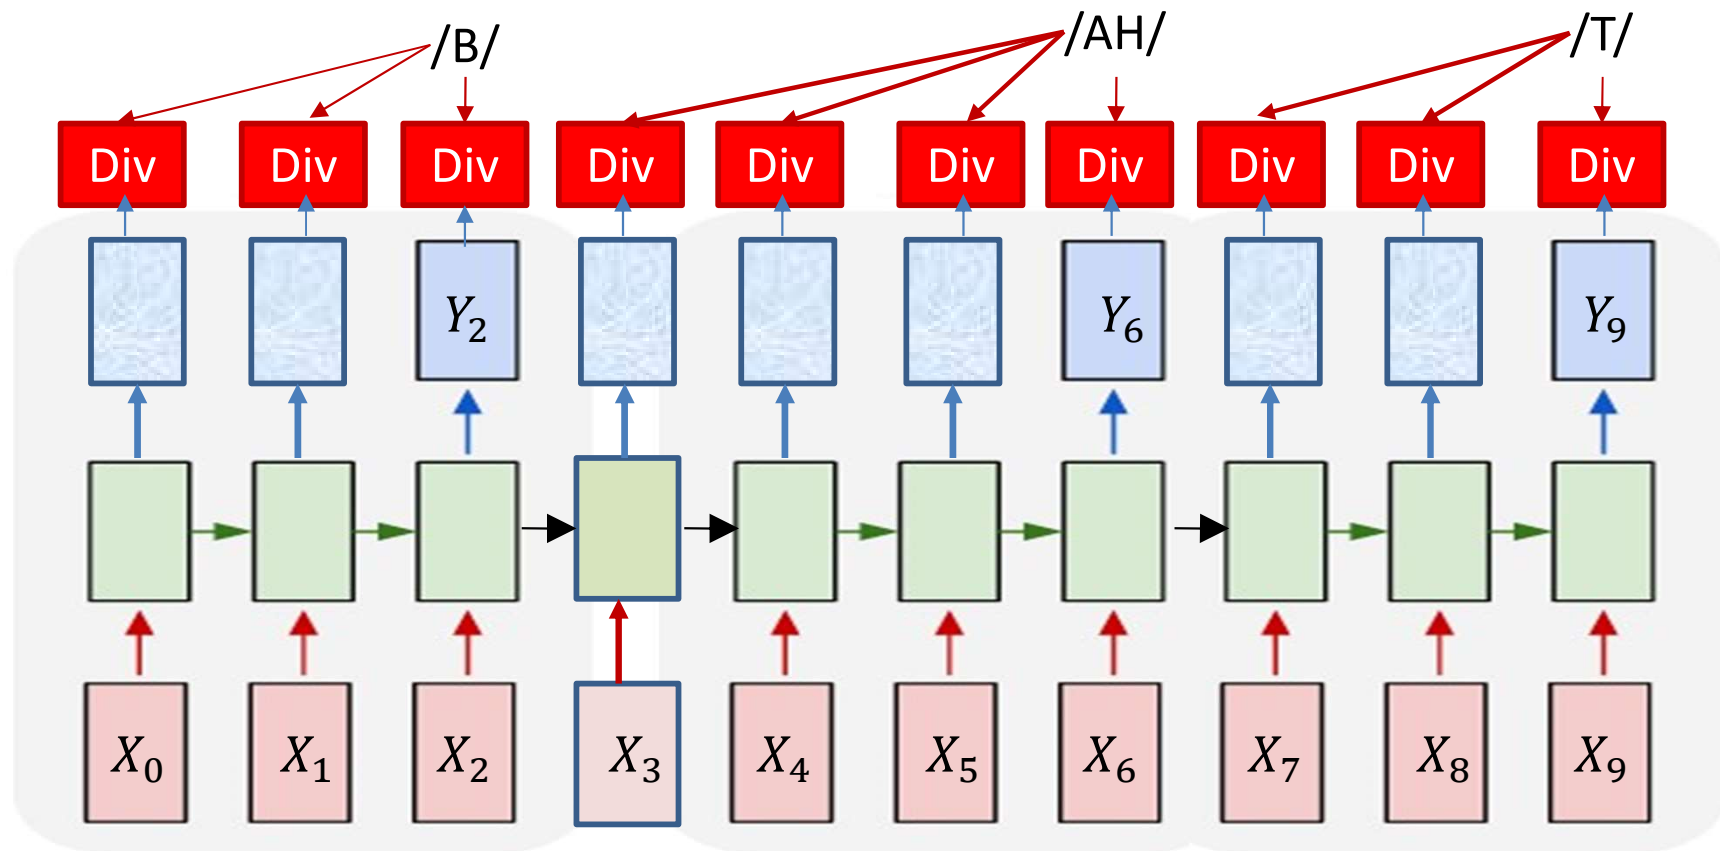 /B/ /AH/ /T/
Div Div Div Div Div Div Div Div Div Div
Y2 Y6 Y9
X0 X1 X2 X3 X4 X5 X6 X7 X8 X9